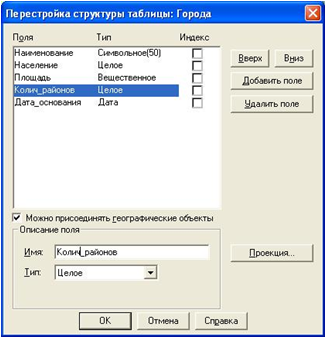 Перестройка структуры таблицы: Города
Поля Тип Индекс
Наименование Символьное(50)
Население Целое
Площадь Вещественное
Колич_районов Целое
Дата_основания Дата
Вверх Вниз
Добавить поле
Удалить поле
Можно присоединять географические объекты
Описание поля
Имя: Колич_районов
Тип: Целое
Проекция...
OK Отмена Справка